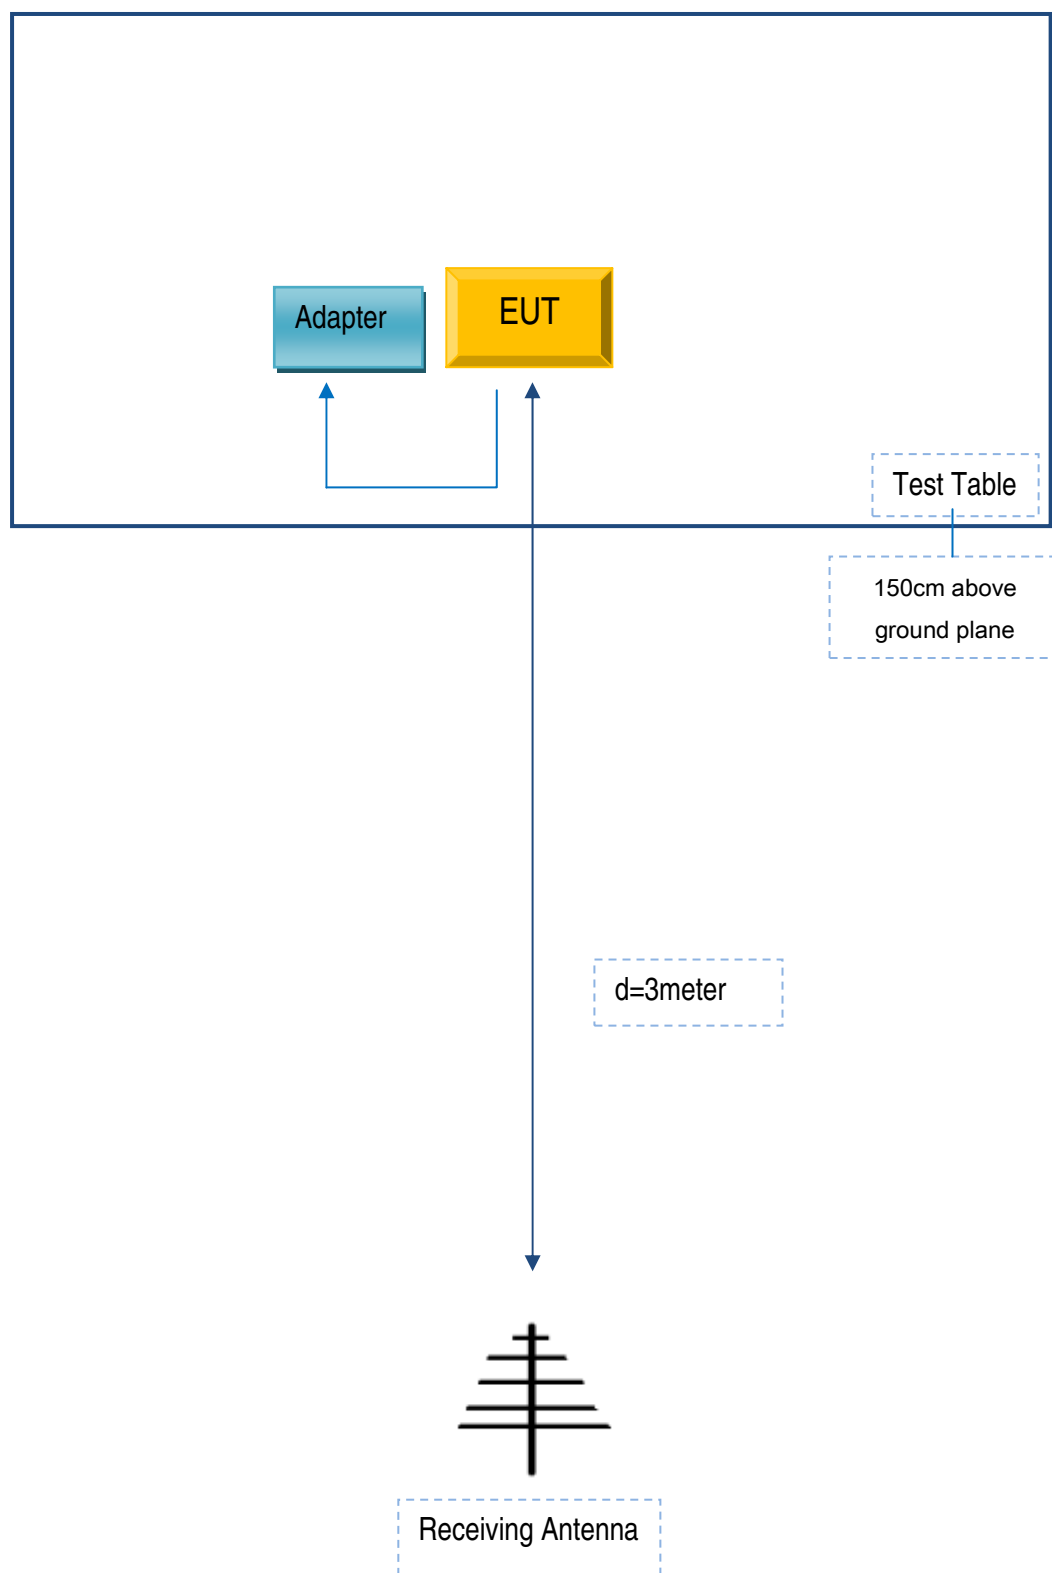 Adapter
EUT
Test Table
150cm above
ground plane
d=3meter
Receiving Antenna